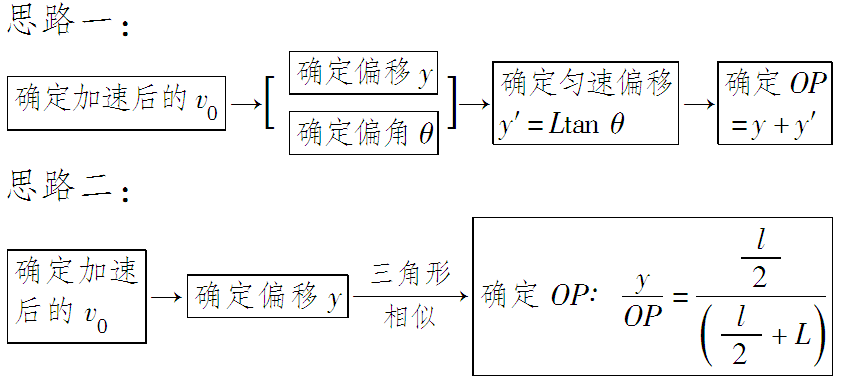 思路一：
确定加速后的 v₀ → [ 确定偏移 y
确定偏角 θ ] → 确定匀速偏移
y′ = Ltan θ → 确定 OP
= y + y′
思路二：
确定加速
后的 v₀ → 确定偏移 y 三角形
相似 → 确定 OP： y/OP = (l/2)/(l/2 + L)